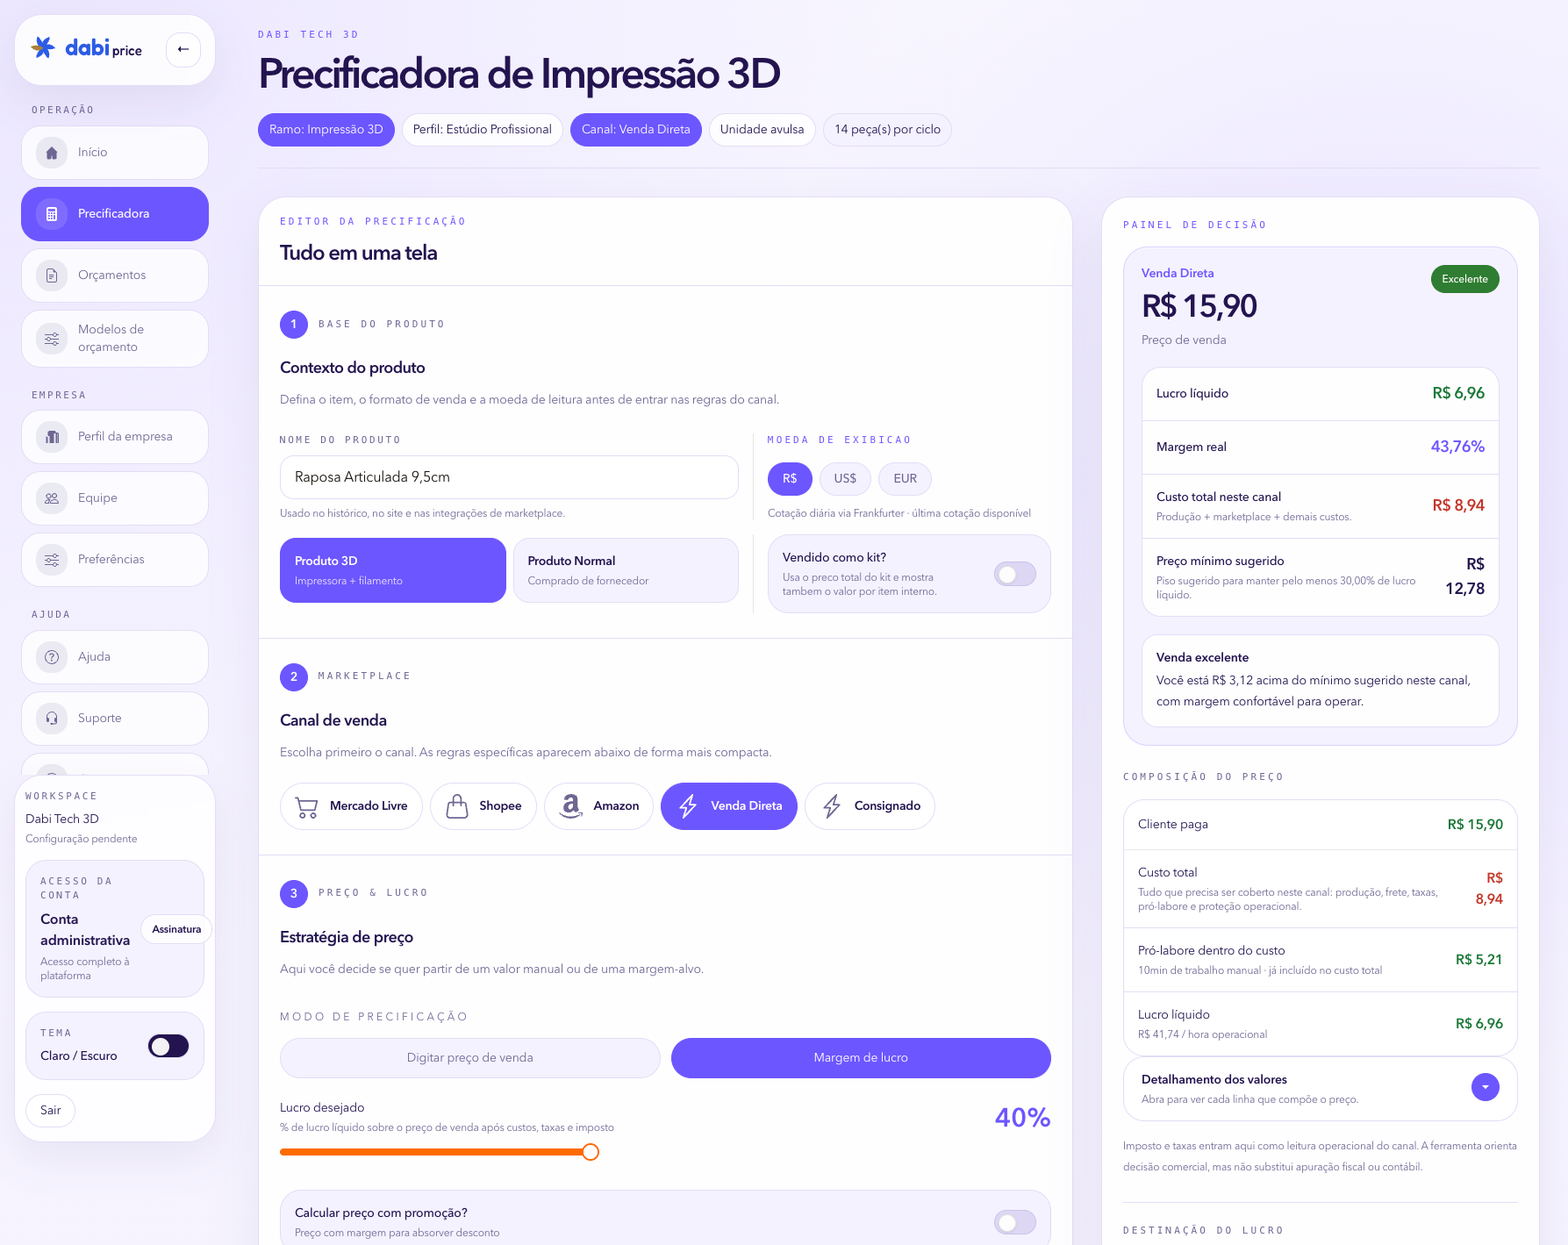 dabi price
←
OPERAÇÃO
Início
Precificadora
Orçamentos
Modelos de
orçamento
EMPRESA
Perfil da empresa
Equipe
Preferências
AJUDA
Ajuda
Suporte
WORKSPACE
Dabi Tech 3D
Configuração pendente
ACESSO DA
CONTA
Conta
administrativa
Assinatura
Acesso completo à
plataforma
TEMA
Claro / Escuro
Sair
DABI TECH 3D
Precificadora de Impressão 3D
Ramo: Impressão 3D
Perfil: Estúdio Profissional
Canal: Venda Direta
Unidade avulsa
14 peça(s) por ciclo
EDITOR DA PRECIFICAÇÃO
Tudo em uma tela
1 BASE DO PRODUTO
Contexto do produto
Defina o item, o formato de venda e a moeda de leitura antes de entrar nas regras do canal.
NOME DO PRODUTO
Raposa Articulada 9,5cm
Usado no histórico, no site e nas integrações de marketplace.
MOEDA DE EXIBICAO
R$ US$ EUR
Cotação diária via Frankfurter · última cotação disponível
Produto 3D
Impressora + filamento
Produto Normal
Comprado de fornecedor
Vendido como kit?
Usa o preco total do kit e mostra
tambem o valor por item interno.
2 MARKETPLACE
Canal de venda
Escolha primeiro o canal. As regras específicas aparecem abaixo de forma mais compacta.
Mercado Livre
Shopee
Amazon
Venda Direta
Consignado
3 PREÇO & LUCRO
Estratégia de preço
Aqui você decide se quer partir de um valor manual ou de uma margem-alvo.
MODO DE PRECIFICAÇÃO
Digitar preço de venda
Margem de lucro
Lucro desejado
% de lucro líquido sobre o preço de venda após custos, taxas e imposto
40%
Calcular preço com promoção?
Preço com margem para absorver desconto
PAINEL DE DECISÃO
Venda Direta
Excelente
R$ 15,90
Preço de venda
Lucro líquido
R$ 6,96
Margem real
43,76%
Custo total neste canal
Produção + marketplace + demais custos.
R$ 8,94
Preço mínimo sugerido
Piso sugerido para manter pelo menos 30,00% de lucro
líquido.
R$
12,78
Venda excelente
Você está R$ 3,12 acima do mínimo sugerido neste canal,
com margem confortável para operar.
COMPOSIÇÃO DO PREÇO
Cliente paga
R$ 15,90
Custo total
Tudo que precisa ser coberto neste canal: produção, frete, taxas,
pró-labore e proteção operacional.
R$
8,94
Pró-labore dentro do custo
10min de trabalho manual · já incluído no custo total
R$ 5,21
Lucro líquido
R$ 41,74 / hora operacional
R$ 6,96
Detalhamento dos valores
Abra para ver cada linha que compõe o preço.
Imposto e taxas entram aqui como leitura operacional do canal. A ferramenta orienta
decisão comercial, mas não substitui apuração fiscal ou contábil.
DESTINAÇÃO DO LUCRO